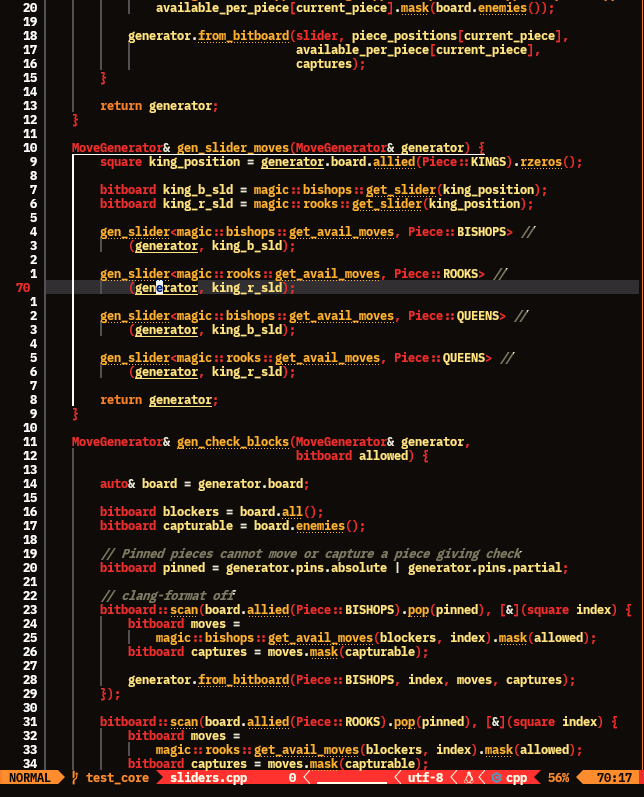 20 available_per_piece[current_piece].mask(board.enemies());
19
18 generator.from_bitboard(slider, piece_positions[current_piece],
17 available_per_piece[current_piece],
16 captures);
15 }
14
13 return generator;
12 }
11
10 MoveGenerator& gen_slider_moves(MoveGenerator& generator) {
9 square king_position = generator.board.allied(Piece::KINGS).rzeros();
8
7 bitboard king_b_sld = magic::bishops::get_slider(king_position);
6 bitboard king_r_sld = magic::rooks::get_slider(king_position);
5
4 gen_slider<magic::bishops::get_avail_moves, Piece::BISHOPS> //
3 (generator, king_b_sld);
2
1 gen_slider<magic::rooks::get_avail_moves, Piece::ROOKS> //
70 (generator, king_r_sld);
1
2 gen_slider<magic::bishops::get_avail_moves, Piece::QUEENS> //
3 (generator, king_b_sld);
4
5 gen_slider<magic::rooks::get_avail_moves, Piece::QUEENS> //
6 (generator, king_r_sld);
7
8 return generator;
9 }
10
11 MoveGenerator& gen_check_blocks(MoveGenerator& generator,
12 bitboard allowed) {
13
14 auto& board = generator.board;
15
16 bitboard blockers = board.all();
17 bitboard capturable = board.enemies();
18
19 // Pinned pieces cannot move or capture a piece giving check
20 bitboard pinned = generator.pins.absolute | generator.pins.partial;
21
22 // clang-format off
23 bitboard::scan(board.allied(Piece::BISHOPS).pop(pinned), [&](square index) {
24 bitboard moves =
25 magic::bishops::get_avail_moves(blockers, index).mask(allowed);
26 bitboard captures = moves.mask(capturable);
27
28 generator.from_bitboard(Piece::BISHOPS, index, moves, captures);
29 });
30
31 bitboard::scan(board.allied(Piece::ROOKS).pop(pinned), [&](square index) {
32 bitboard moves =
33 magic::rooks::get_avail_moves(blockers, index).mask(allowed);
34 bitboard captures = moves.mask(capturable);
NORMAL test_core sliders.cpp 0 utf-8 cpp 56% 70:17